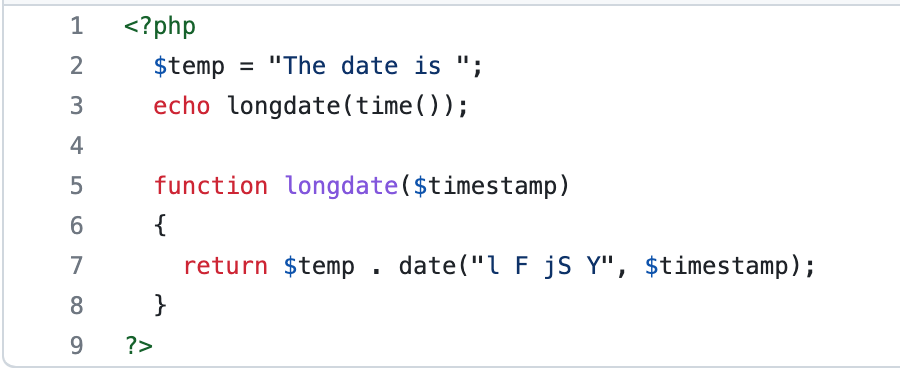 1 <?php
2 $temp = "The date is ";
3 echo longdate(time());
4
5 function longdate($timestamp)
6 {
7 return $temp . date("l F jS Y", $timestamp);
8 }
9 ?>